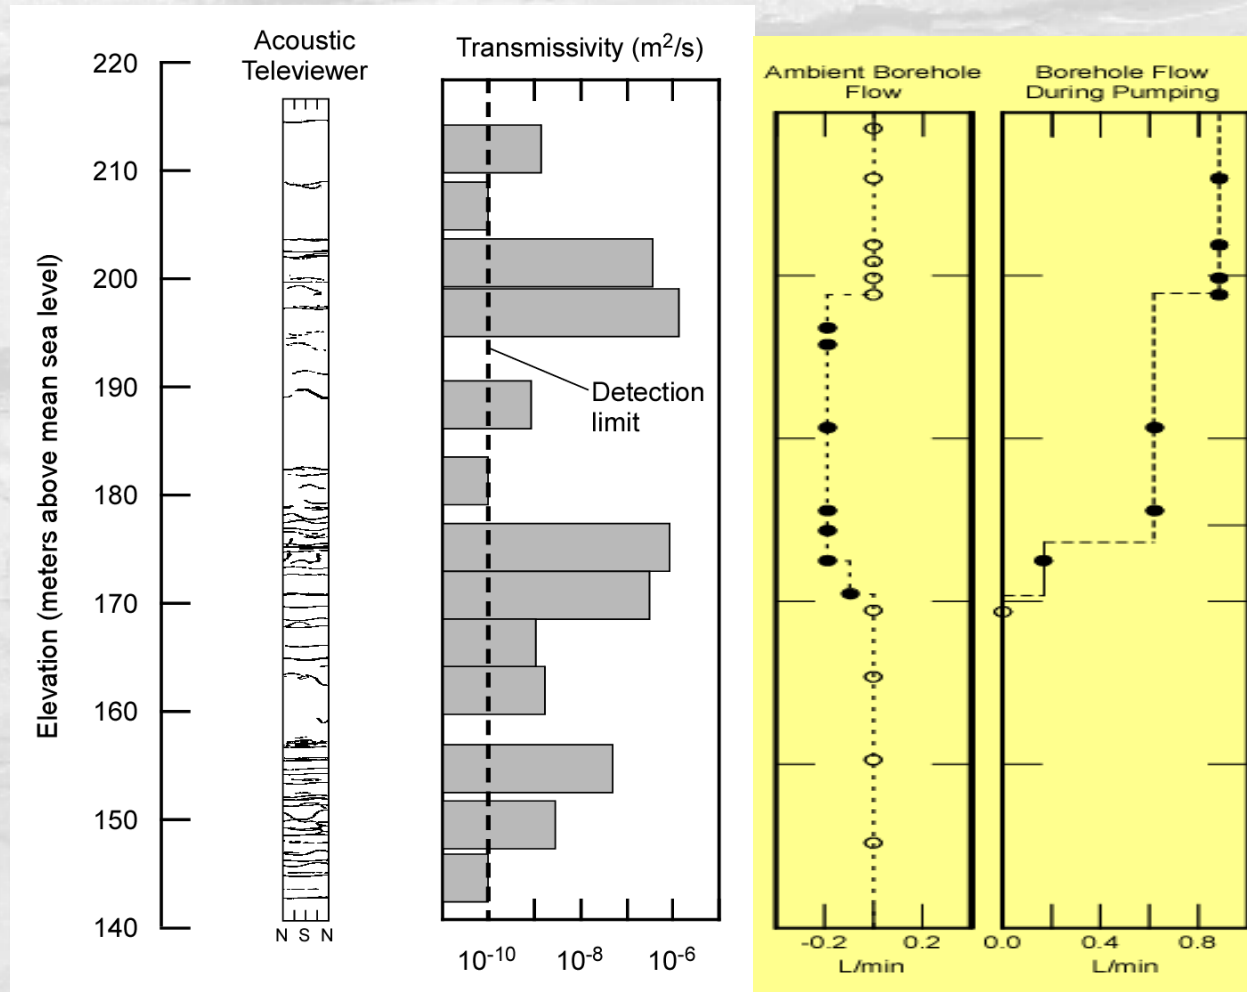 Acoustic
Televiewer
Transmissivity (m²/s)
Ambient Borehole
Flow
Borehole Flow
During Pumping
Elevation (meters above mean sea level)
220
210
200
190
180
170
160
150
140
Detection
limit
N S N
10⁻¹⁰ 10⁻⁸ 10⁻⁶
-0.2 0.2
L/min
0.0 0.4 0.8
L/min